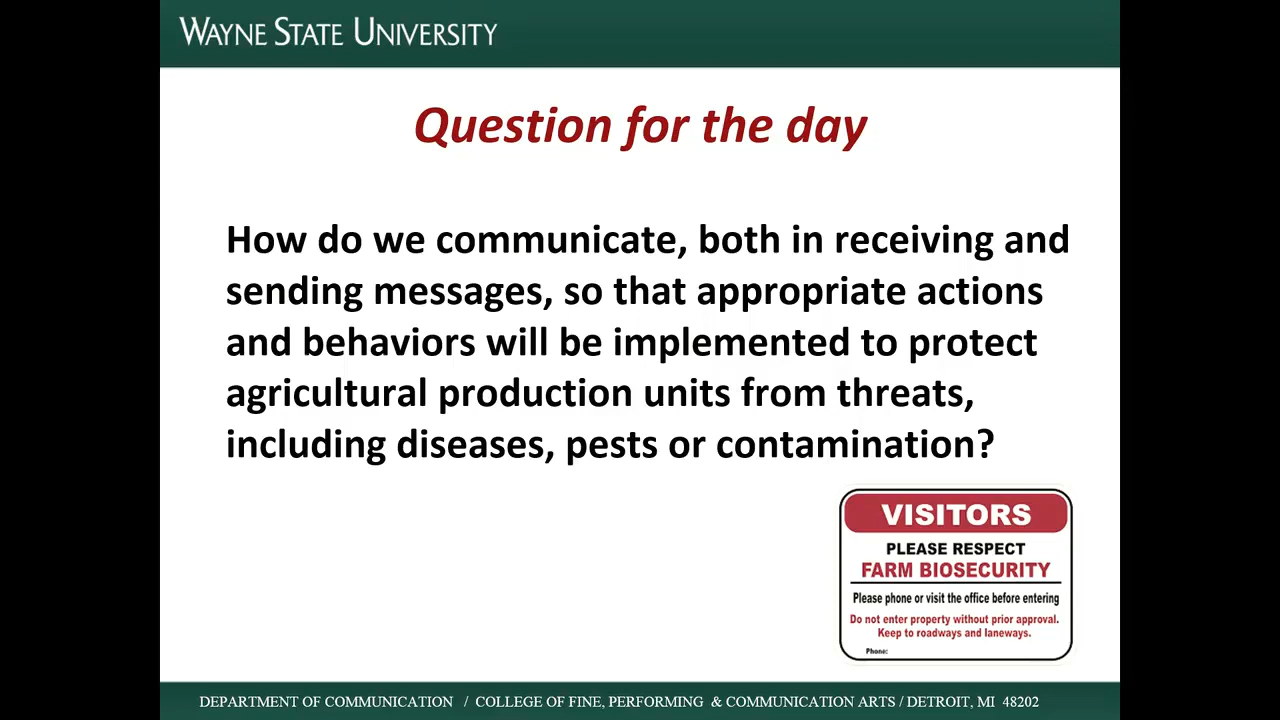 WAYNE STATE UNIVERSITY
Question for the day
How do we communicate, both in receiving and
sending messages, so that appropriate actions
and behaviors will be implemented to protect
agricultural production units from threats,
including diseases, pests or contamination?
VISITORS
PLEASE RESPECT
FARM BIOSECURITY
Please phone or visit the office before entering
Do not enter property without prior approval.
Keep to roadways and laneways.
Phone:
DEPARTMENT OF COMMUNICATION / COLLEGE OF FINE, PERFORMING & COMMUNICATION ARTS / DETROIT, MI 48202